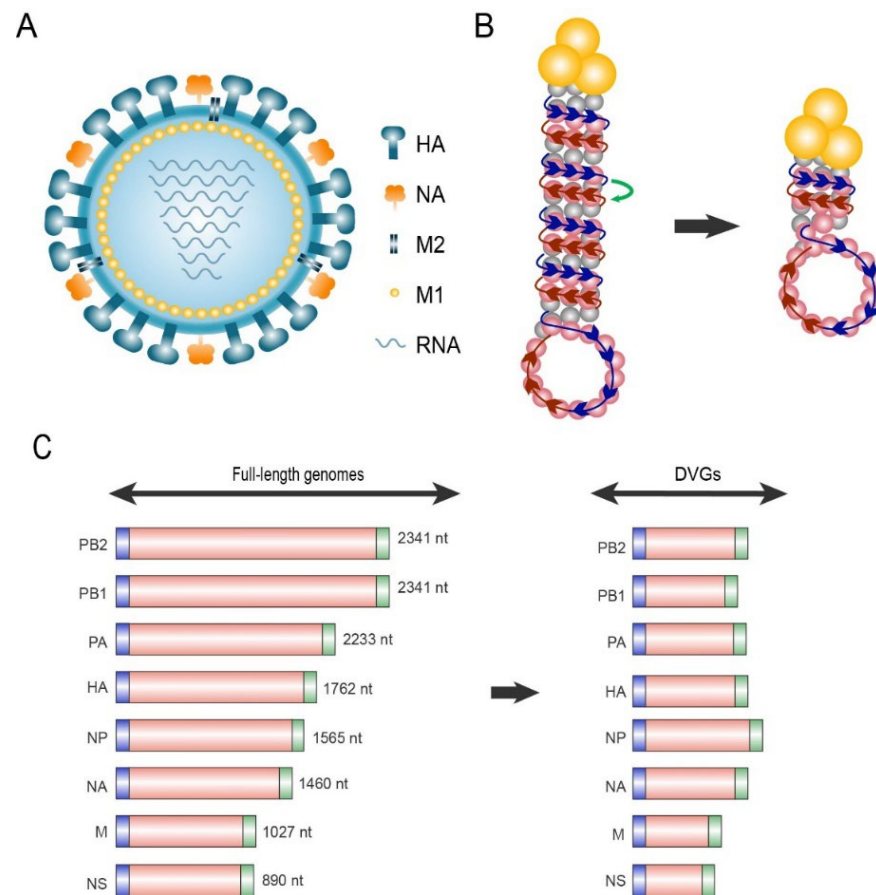 A
HA
NA
M2
M1
RNA
B
C
Full-length genomes
PB2 2341 nt
PB1 2341 nt
PA 2233 nt
HA 1762 nt
NP 1565 nt
NA 1460 nt
M 1027 nt
NS 890 nt
DVGs
PB2
PB1
PA
HA
NP
NA
M
NS